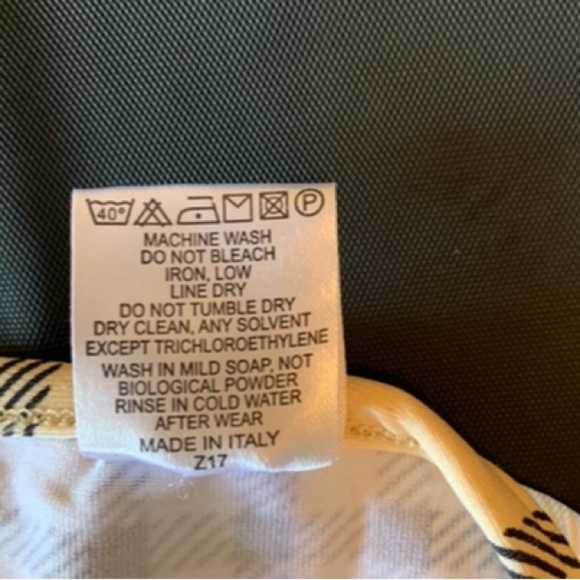 40°
P
MACHINE WASH
DO NOT BLEACH
IRON, LOW
LINE DRY
DO NOT TUMBLE DRY
DRY CLEAN, ANY SOLVENT
EXCEPT TRICHLOROETHYLENE
WASH IN MILD SOAP, NOT
BIOLOGICAL POWDER
RINSE IN COLD WATER
AFTER WEAR
MADE IN ITALY
Z17